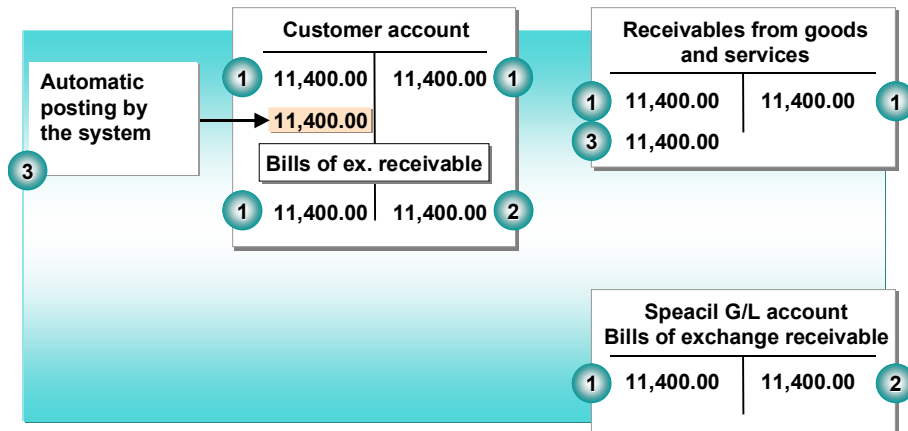 Customer account
1 11,400.00 11,400.00 1
11,400.00
Bills of ex. receivable
1 11,400.00 11,400.00 2
Automatic
posting by
the system
3
Receivables from goods
and services
1 11,400.00 11,400.00 1
3 11,400.00
Speacil G/L account
Bills of exchange receivable
1 11,400.00 11,400.00 2